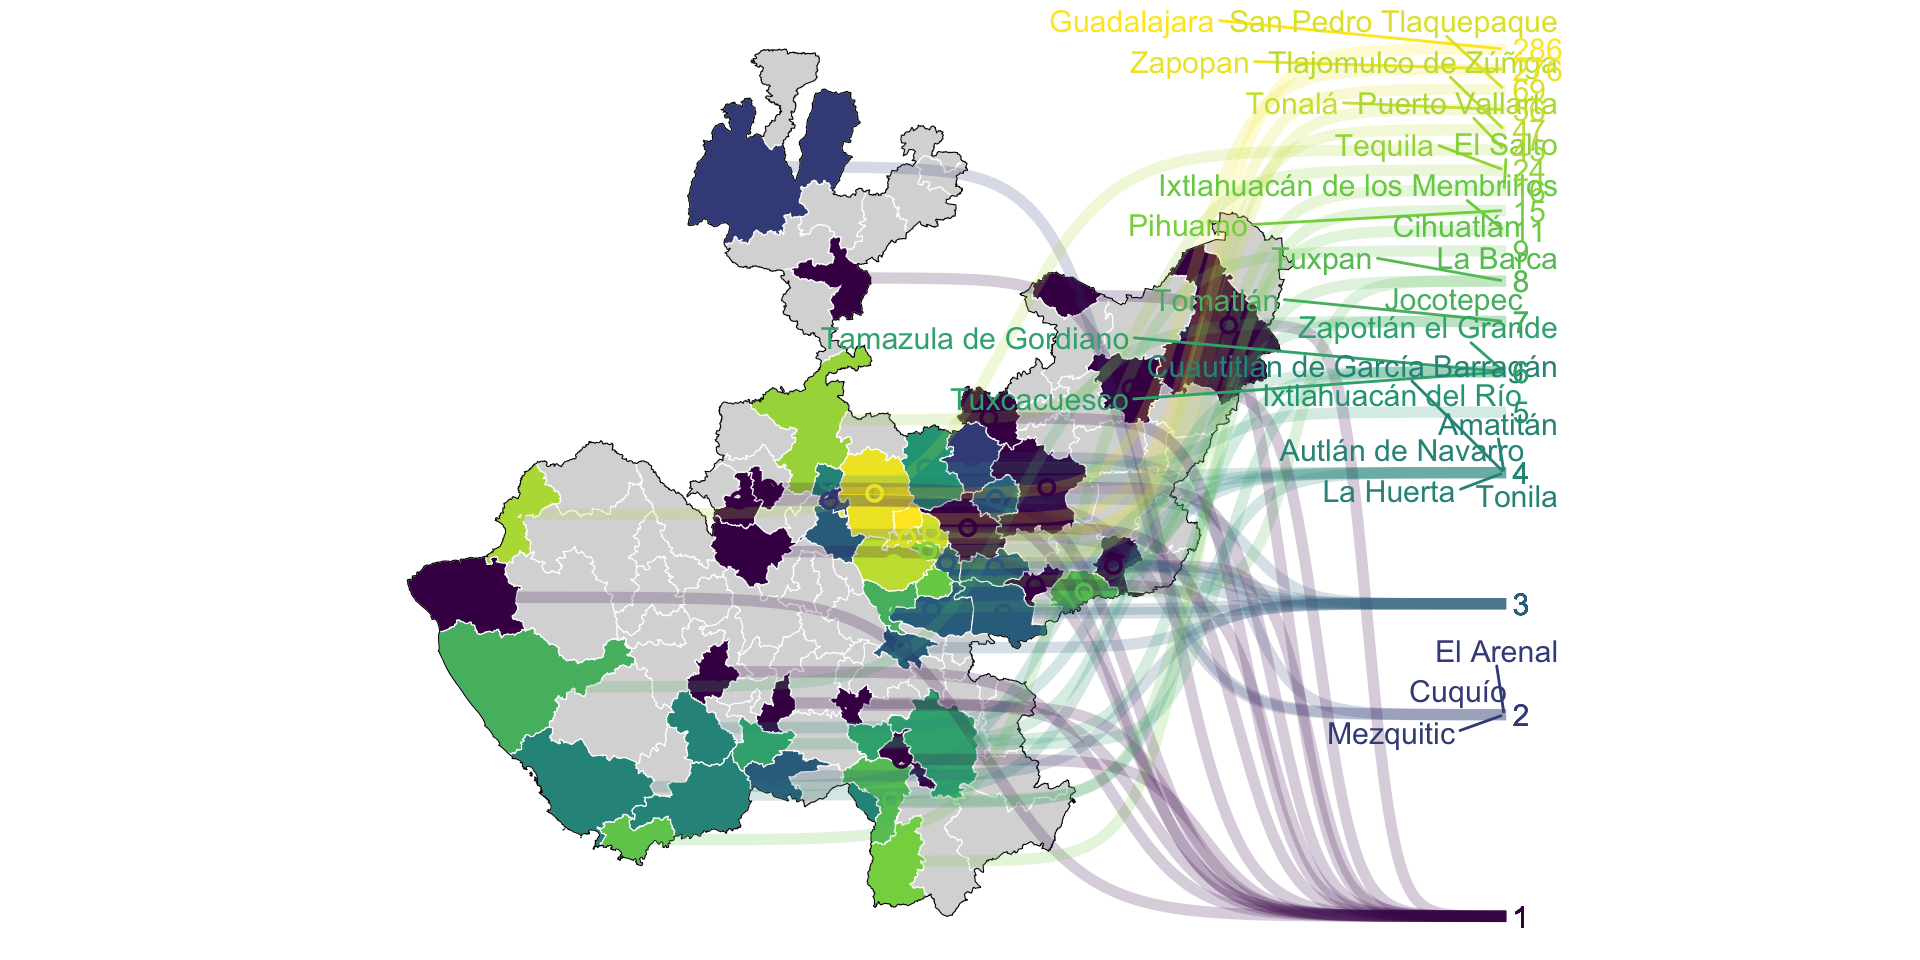 Guadalajara
San Pedro Tlaquepaque
286
Zapopan
Tlajomulco de Zúñiga
276
69
Tonalá
Puerto Vallarta
47
Tequila
El Salto
24
Ixtlahuacán de los Membrillos
16
15
Pihuamo
Cihuatlán
11
9
Tuxpan
La Barca
8
Tomatlán
Jocotepec
7
Zapotlán el Grande
Tamazula de Gordiano
Cuautitlán de García Barragán
6
Tuxcacuesco
Ixtlahuacán del Río
5
Amatitán
Autlán de Navarro
4
La Huerta
Tonila
3
El Arenal
Cuquío
2
Mezquitic
1